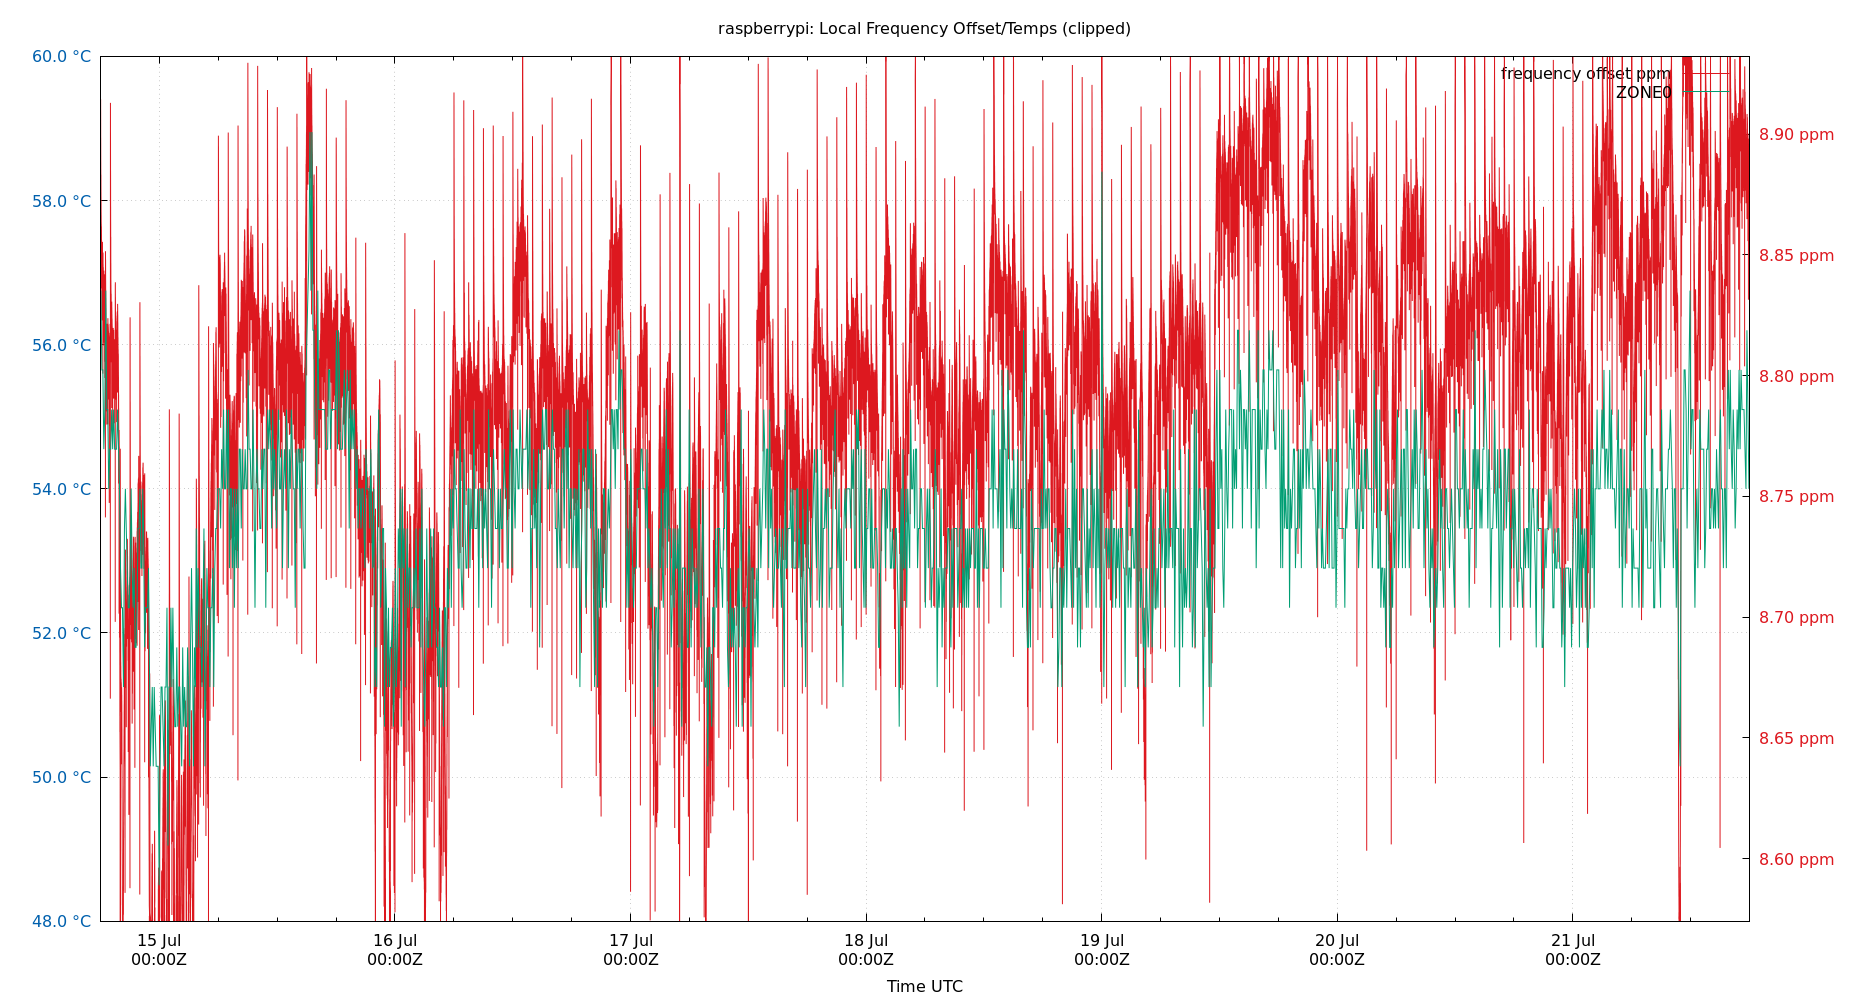 raspberrypi: Local Frequency Offset/Temps (clipped)
60.0 °C
58.0 °C
56.0 °C
54.0 °C
52.0 °C
50.0 °C
48.0 °C
frequency offset ppm
ZONE0
8.90 ppm
8.85 ppm
8.80 ppm
8.75 ppm
8.70 ppm
8.65 ppm
8.60 ppm
15 Jul
00:00Z
16 Jul
00:00Z
17 Jul
00:00Z
18 Jul
00:00Z
19 Jul
00:00Z
20 Jul
00:00Z
21 Jul
00:00Z
Time UTC